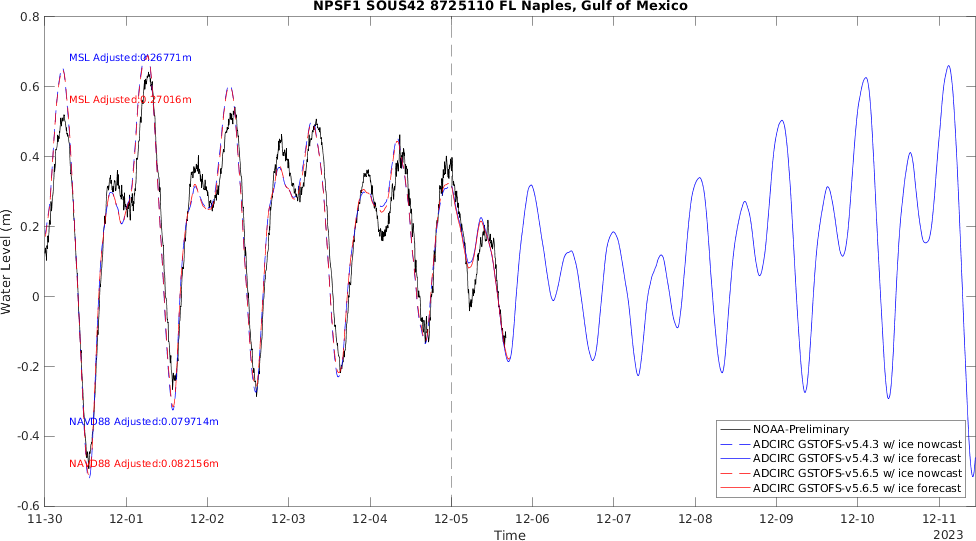 NPSF1 SOUS42 8725110 FL Naples, Gulf of Mexico
0.8
0.6
0.4
0.2
0
-0.2
-0.4
-0.6
Water Level (m)
MSL Adjusted:0.26771m
MSL Adjusted:0.27016m
NAVD88 Adjusted:0.079714m
NAVD88 Adjusted:0.082156m
NOAA-Preliminary
ADCIRC GSTOFS-v5.4.3 w/ ice nowcast
ADCIRC GSTOFS-v5.4.3 w/ ice forecast
ADCIRC GSTOFS-v5.6.5 w/ ice nowcast
ADCIRC GSTOFS-v5.6.5 w/ ice forecast
11-30 12-01 12-02 12-03 12-04 12-05 12-06 12-07 12-08 12-09 12-10 12-11
2023
Time